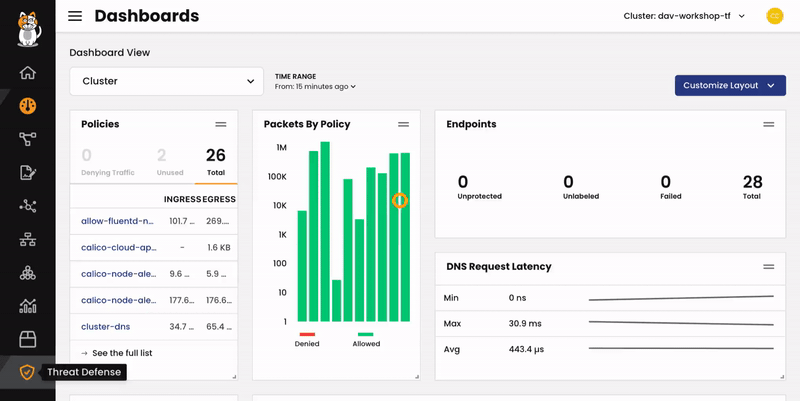 Dashboards
Cluster: dav-workshop-tf
CO
Dashboard View
Cluster
TIME RANGE
From: 15 minutes ago
Customize Layout
Policies
0
Denying Traffic
2
Unused
26
Total
INGRESS EGRESS
allow-fluentd-n... 101.7 ... 269....
calico-cloud-ap... - 1.6 KB
calico-node-ale... 9.6 ... 5.9 ...
calico-node-ale... 177.6... 176.6...
cluster-dns 34.7 ... 65.4 ...
→ See the full list
Packets By Policy
1M
100K
10K
1K
100
10
1
Denied
Allowed
Endpoints
0
Unprotected
0
Unlabeled
0
Failed
28
Total
DNS Request Latency
Min 0 ns
Max 30.9 ms
Avg 443.4 µs
Threat Defense